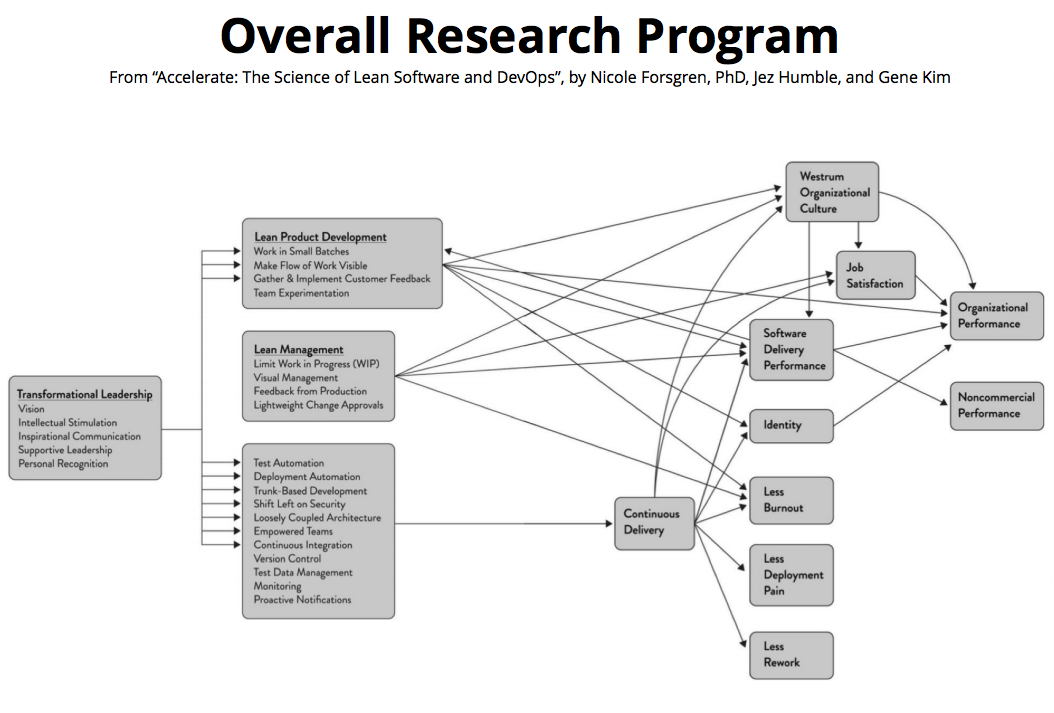 Overall Research Program
From “Accelerate: The Science of Lean Software and DevOps”, by Nicole Forsgren, PhD, Jez Humble, and Gene Kim
Transformational Leadership
Vision
Intellectual Stimulation
Inspirational Communication
Supportive Leadership
Personal Recognition
Lean Product Development
Work in Small Batches
Make Flow of Work Visible
Gather & Implement Customer Feedback
Team Experimentation
Lean Management
Limit Work in Progress (WIP)
Visual Management
Feedback from Production
Lightweight Change Approvals
Test Automation
Deployment Automation
Trunk-Based Development
Shift Left on Security
Loosely Coupled Architecture
Empowered Teams
Continuous Integration
Version Control
Test Data Management
Monitoring
Proactive Notifications
Continuous
Delivery
Westrum
Organizational
Culture
Job
Satisfaction
Software
Delivery
Performance
Identity
Less
Burnout
Less
Deployment
Pain
Less
Rework
Organizational
Performance
Noncommercial
Performance